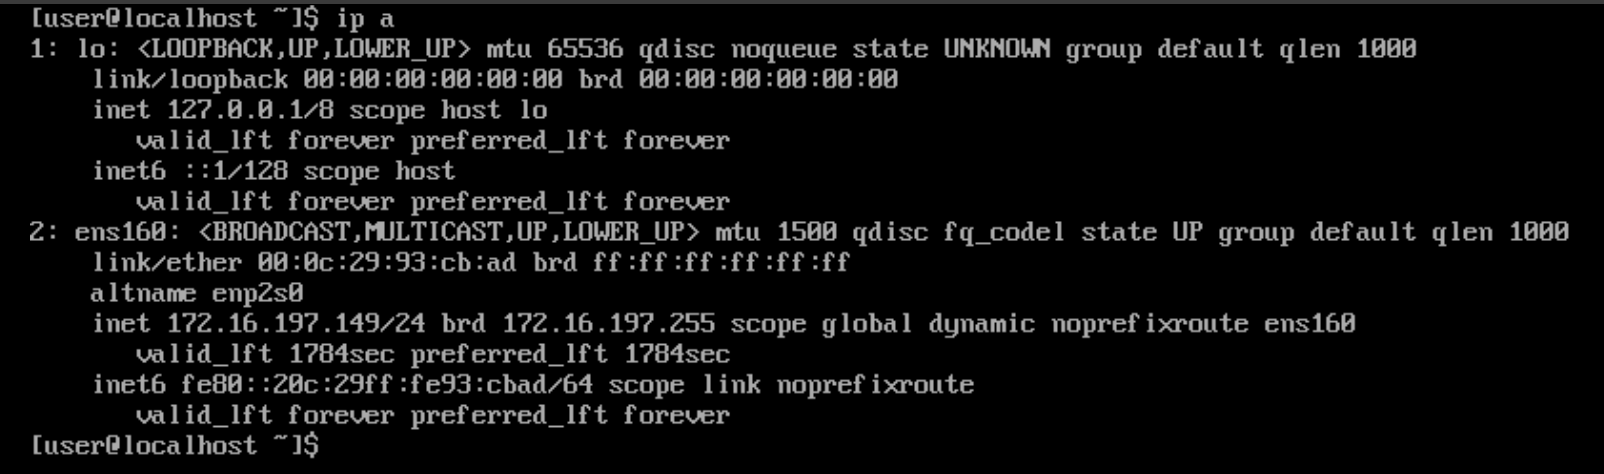 [user@localhost ~]$ ip a
1: lo: <LOOPBACK,UP,LOWER_UP> mtu 65536 qdisc noqueue state UNKNOWN group default qlen 1000
    link/loopback 00:00:00:00:00:00 brd 00:00:00:00:00:00
    inet 127.0.0.1/8 scope host lo
       valid_lft forever preferred_lft forever
    inet6 ::1/128 scope host
       valid_lft forever preferred_lft forever
2: ens160: <BROADCAST,MULTICAST,UP,LOWER_UP> mtu 1500 qdisc fq_codel state UP group default qlen 1000
    link/ether 00:0c:29:93:cb:ad brd ff:ff:ff:ff:ff:ff
    altname enp2s0
    inet 172.16.197.149/24 brd 172.16.197.255 scope global dynamic noprefixroute ens160
       valid_lft 1784sec preferred_lft 1784sec
    inet6 fe80::20c:29ff:fe93:cbad/64 scope link noprefixroute
       valid_lft forever preferred_lft forever
[user@localhost ~]$